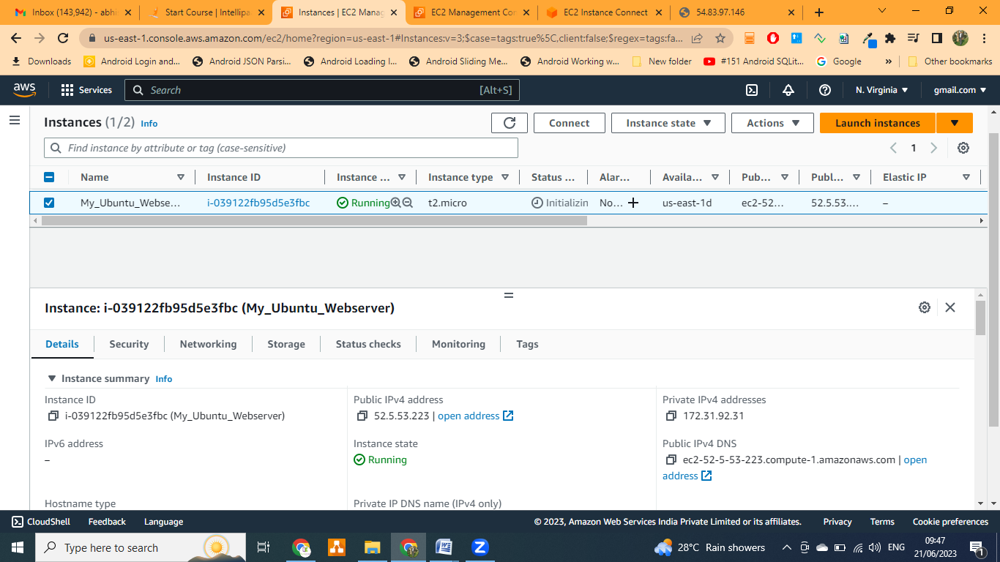 Inbox (143,942) - abhi
Start Course | Intellipa
Instances | EC2 Manag
EC2 Management Co
EC2 Instance Connect
54.83.97.146
us-east-1.console.aws.amazon.com/ec2/home?region=us-east-1#Instances:v=3;$case=tags:true%5C,client:false;$regex=tags:fa...
Downloads
Android Login and...
Android JSON Parsi...
Android Loading I...
Android Sliding Me...
Android Working w...
New folder
#151 Android SQLit...
Google
»
Other bookmarks
aws
Services
Search
[Alt+S]
N. Virginia
gmail.com
Instances (1/2) Info
Connect
Instance state
Actions
Launch instances
Find instance by attribute or tag (case-sensitive)
1
Name
Instance ID
Instance ...
Instance type
Status ...
Alar...
Availa...
Pub...
Publ...
Elastic IP
My_Ubuntu_Webse...
i-039122fb95d5e3fbc
Running
t2.micro
Initializin
No...
us-east-1d
ec2-52...
52.5.53....
–
Instance: i-039122fb95d5e3fbc (My_Ubuntu_Webserver)
Details
Security
Networking
Storage
Status checks
Monitoring
Tags
Instance summary Info
Instance ID
i-039122fb95d5e3fbc (My_Ubuntu_Webserver)
Public IPv4 address
52.5.53.223 | open address
Private IPv4 addresses
172.31.92.31
IPv6 address
–
Instance state
Running
Public IPv4 DNS
ec2-52-5-53-223.compute-1.amazonaws.com | open
address
Hostname type
Private IP DNS name (IPv4 only)
CloudShell
Feedback
Language
© 2023, Amazon Web Services India Private Limited or its affiliates.
Privacy
Terms
Cookie preferences
Type here to search
28°C Rain showers
ENG
09:47
21/06/2023
1